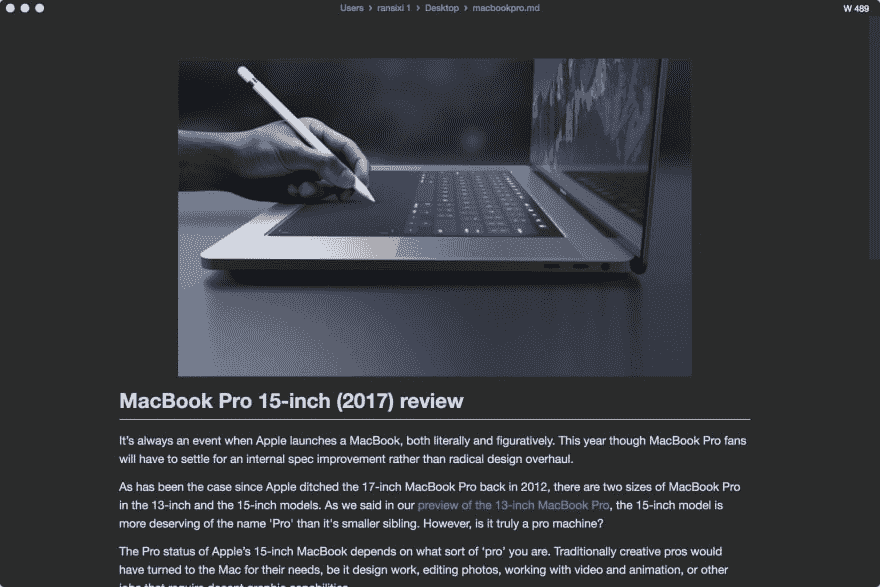 Users › ransixi 1 › Desktop › macbookpro.md
W 489
MacBook Pro 15-inch (2017) review
It's always an event when Apple launches a MacBook, both literally and figuratively. This year though MacBook Pro fans
will have to settle for an internal spec improvement rather than radical design overhaul.
As has been the case since Apple ditched the 17-inch MacBook Pro back in 2012, there are two sizes of MacBook Pro
in the 13-inch and the 15-inch models. As we said in our preview of the 13-inch MacBook Pro, the 15-inch model is
more deserving of the name 'Pro' than it's smaller sibling. However, is it truly a pro machine?
The Pro status of Apple's 15-inch MacBook depends on what sort of 'pro' you are. Traditionally creative pros would
have turned to the Mac for their needs, be it design work, editing photos, working with video and animation, or other
jobs that require decent graphic capabilities.